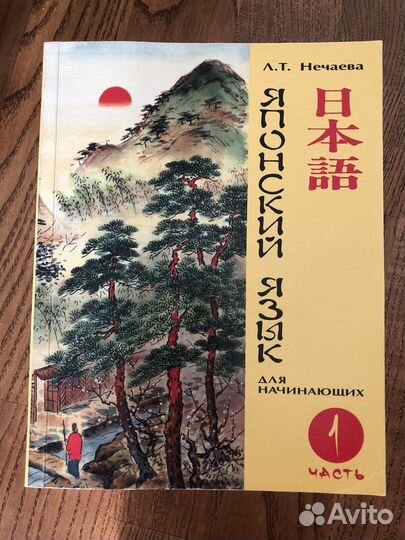 Л.Т. Нечаева
ЯПОНСКИЙ ЯЗЫК
日本語
ДЛЯ
НАЧИНАЮЩИХ
1
ЧАСТЬ
Avito